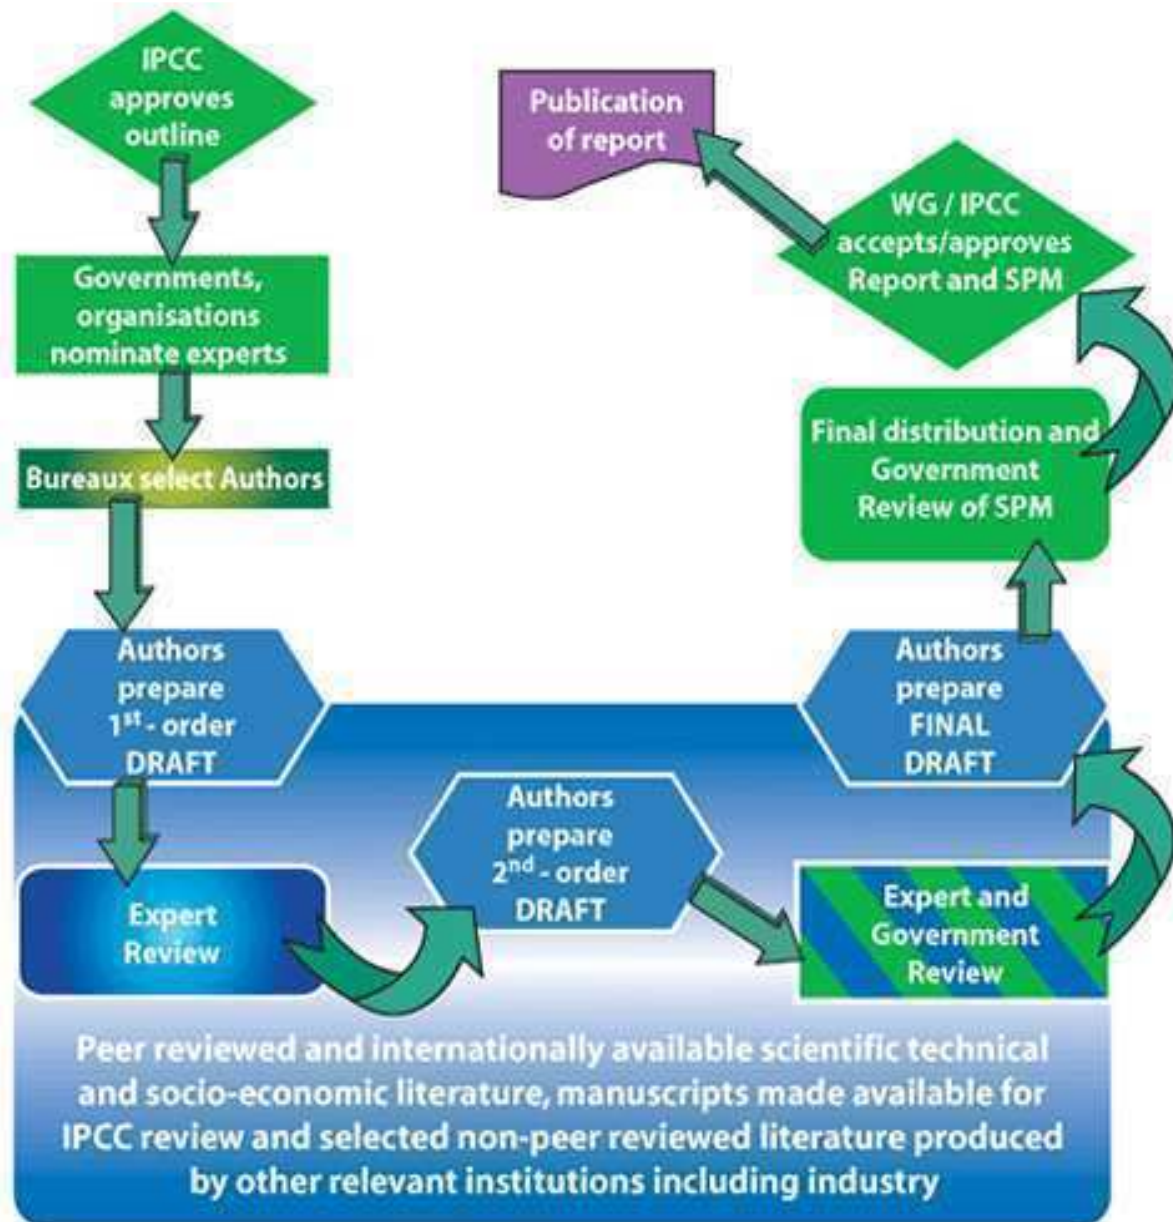 IPCC
approves
outline
Governments,
organisations
nominate experts
Bureaux select Authors
Authors
prepare
1st - order
DRAFT
Expert
Review
Authors
prepare
2nd - order
DRAFT
Expert and
Government
Review
Authors
prepare
FINAL
DRAFT
Final distribution and
Government
Review of SPM
WG / IPCC
accepts/approves
Report and SPM
Publication
of report
Peer reviewed and internationally available scientific technical
and socio-economic literature, manuscripts made available for
IPCC review and selected non-peer reviewed literature produced
by other relevant institutions including industry